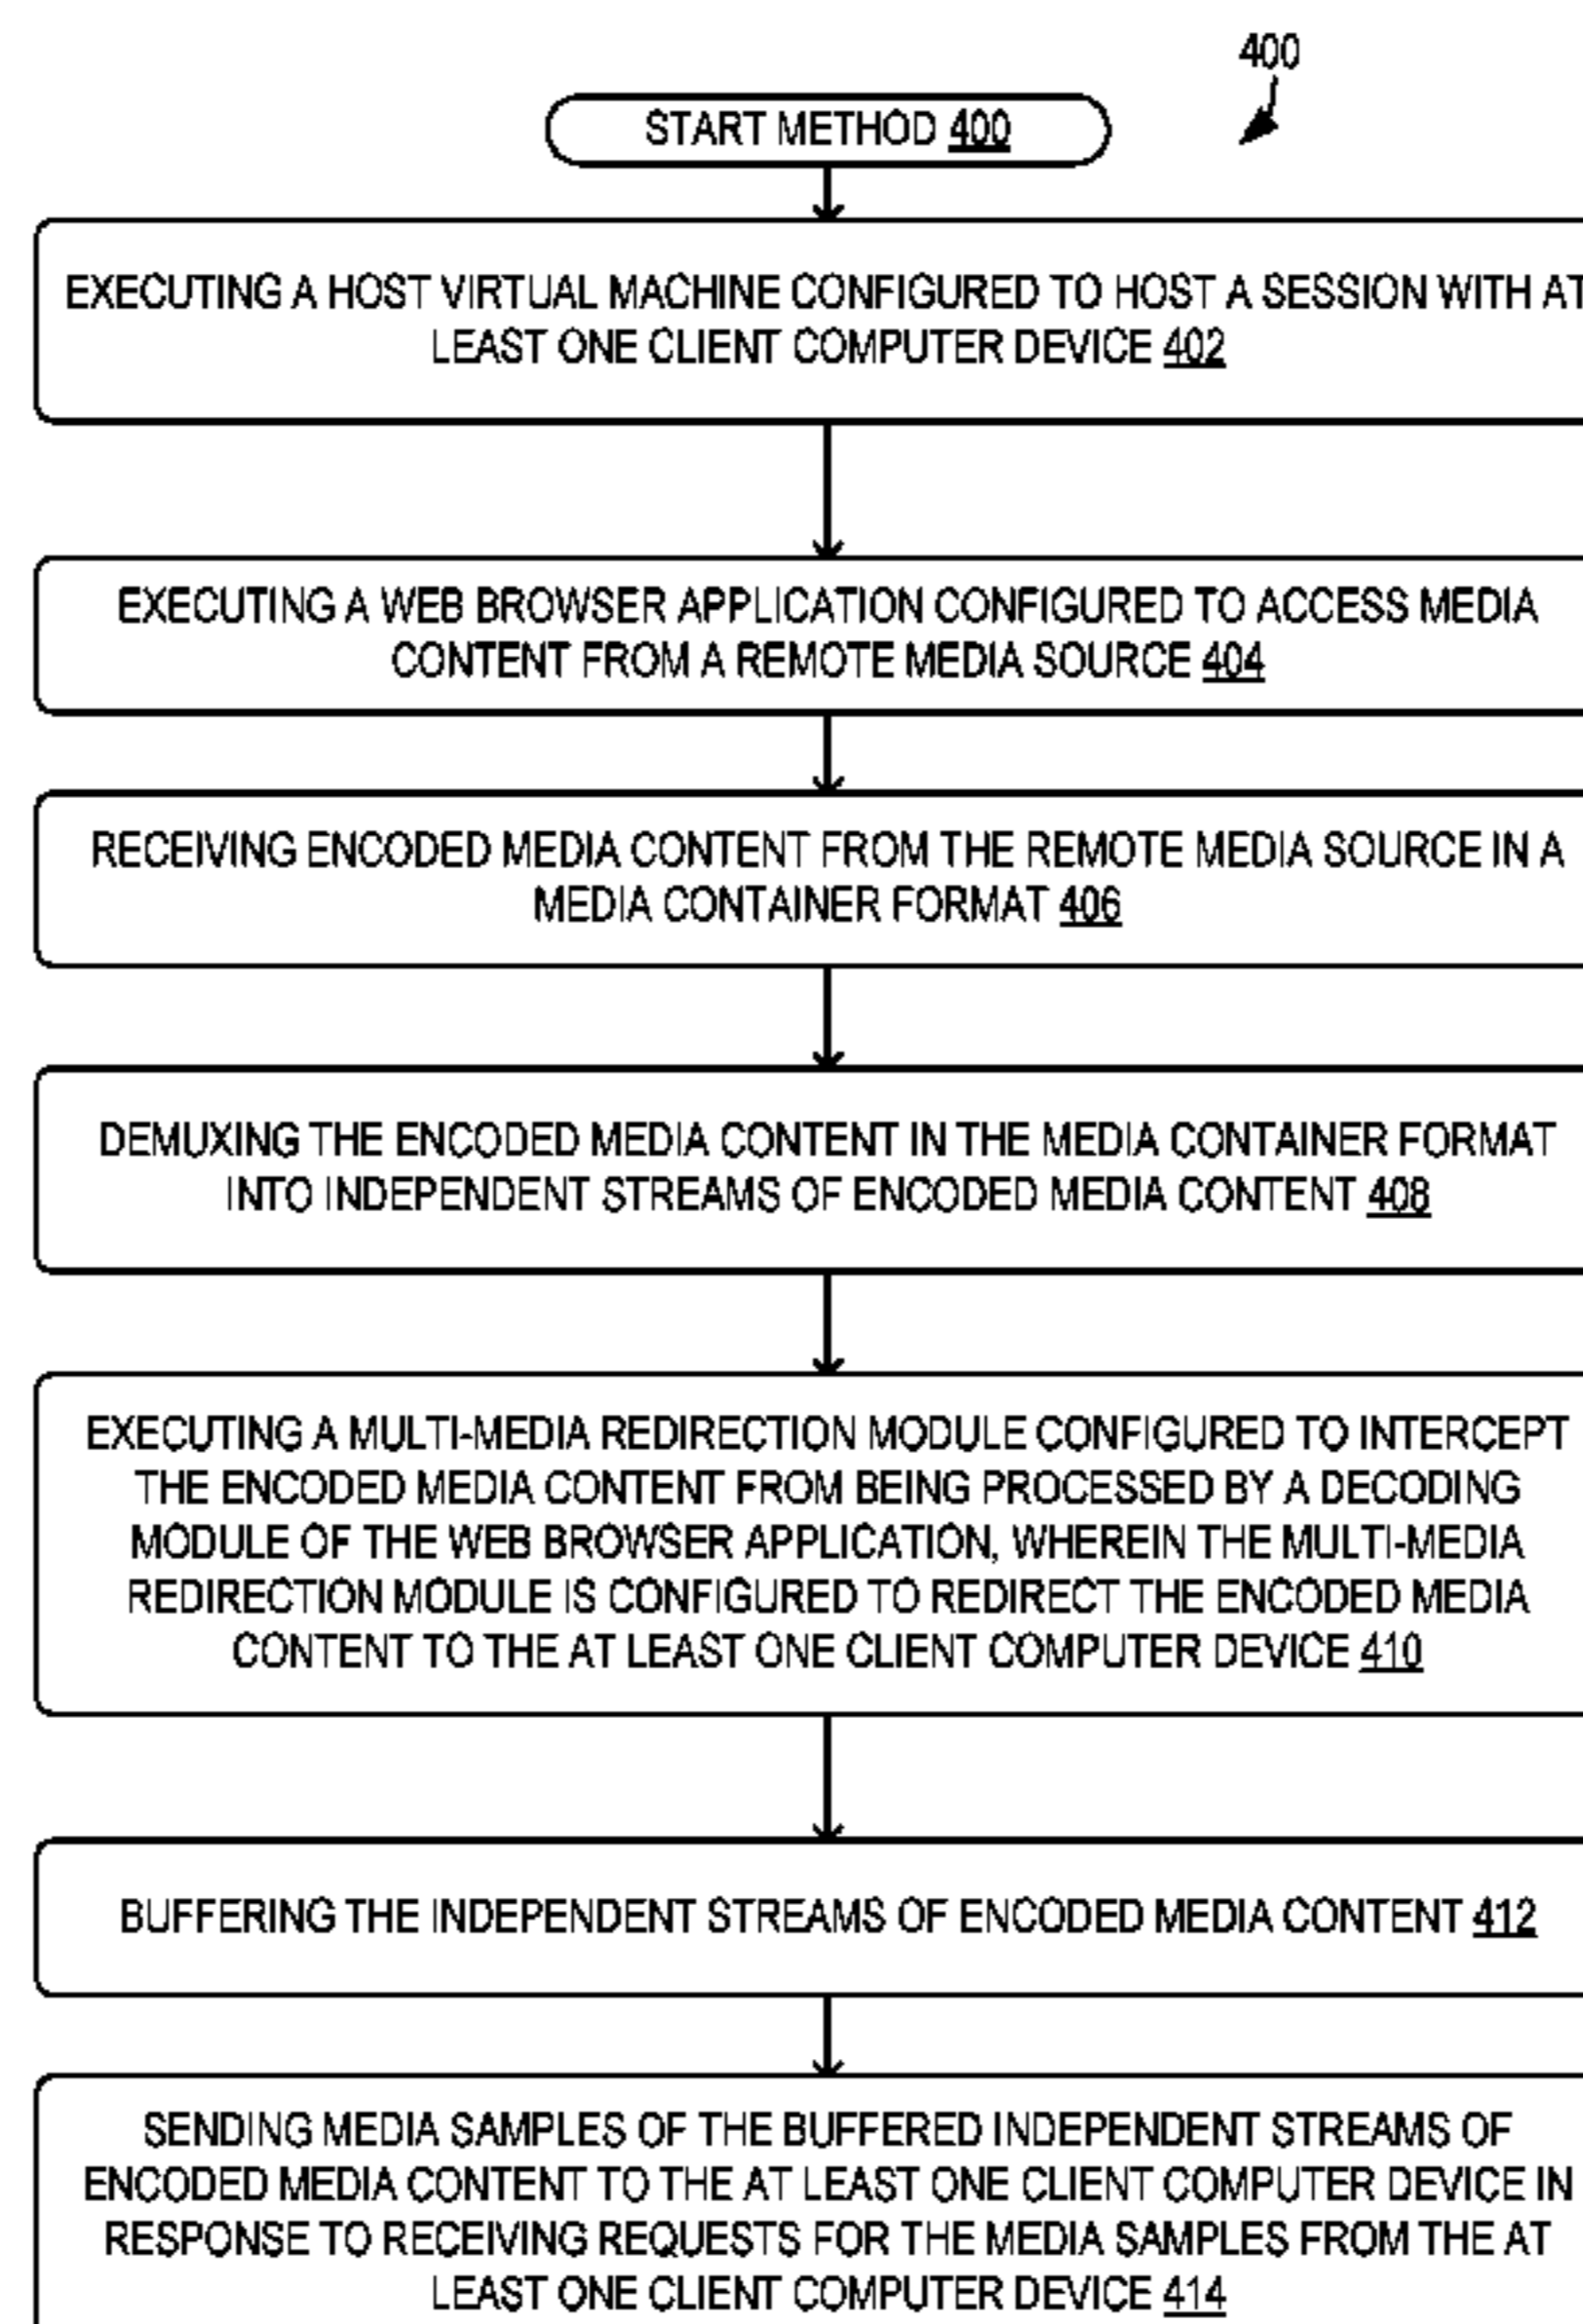 400
START METHOD 400
EXECUTING A HOST VIRTUAL MACHINE CONFIGURED TO HOST A SESSION WITH AT
LEAST ONE CLIENT COMPUTER DEVICE 402
EXECUTING A WEB BROWSER APPLICATION CONFIGURED TO ACCESS MEDIA
CONTENT FROM A REMOTE MEDIA SOURCE 404
RECEIVING ENCODED MEDIA CONTENT FROM THE REMOTE MEDIA SOURCE IN A
MEDIA CONTAINER FORMAT 406
DEMUXING THE ENCODED MEDIA CONTENT IN THE MEDIA CONTAINER FORMAT
INTO INDEPENDENT STREAMS OF ENCODED MEDIA CONTENT 408
EXECUTING A MULTI-MEDIA REDIRECTION MODULE CONFIGURED TO INTERCEPT
THE ENCODED MEDIA CONTENT FROM BEING PROCESSED BY A DECODING
MODULE OF THE WEB BROWSER APPLICATION, WHEREIN THE MULTI-MEDIA
REDIRECTION MODULE IS CONFIGURED TO REDIRECT THE ENCODED MEDIA
CONTENT TO THE AT LEAST ONE CLIENT COMPUTER DEVICE 410
BUFFERING THE INDEPENDENT STREAMS OF ENCODED MEDIA CONTENT 412
SENDING MEDIA SAMPLES OF THE BUFFERED INDEPENDENT STREAMS OF
ENCODED MEDIA CONTENT TO THE AT LEAST ONE CLIENT COMPUTER DEVICE IN
RESPONSE TO RECEIVING REQUESTS FOR THE MEDIA SAMPLES FROM THE AT
LEAST ONE CLIENT COMPUTER DEVICE 414